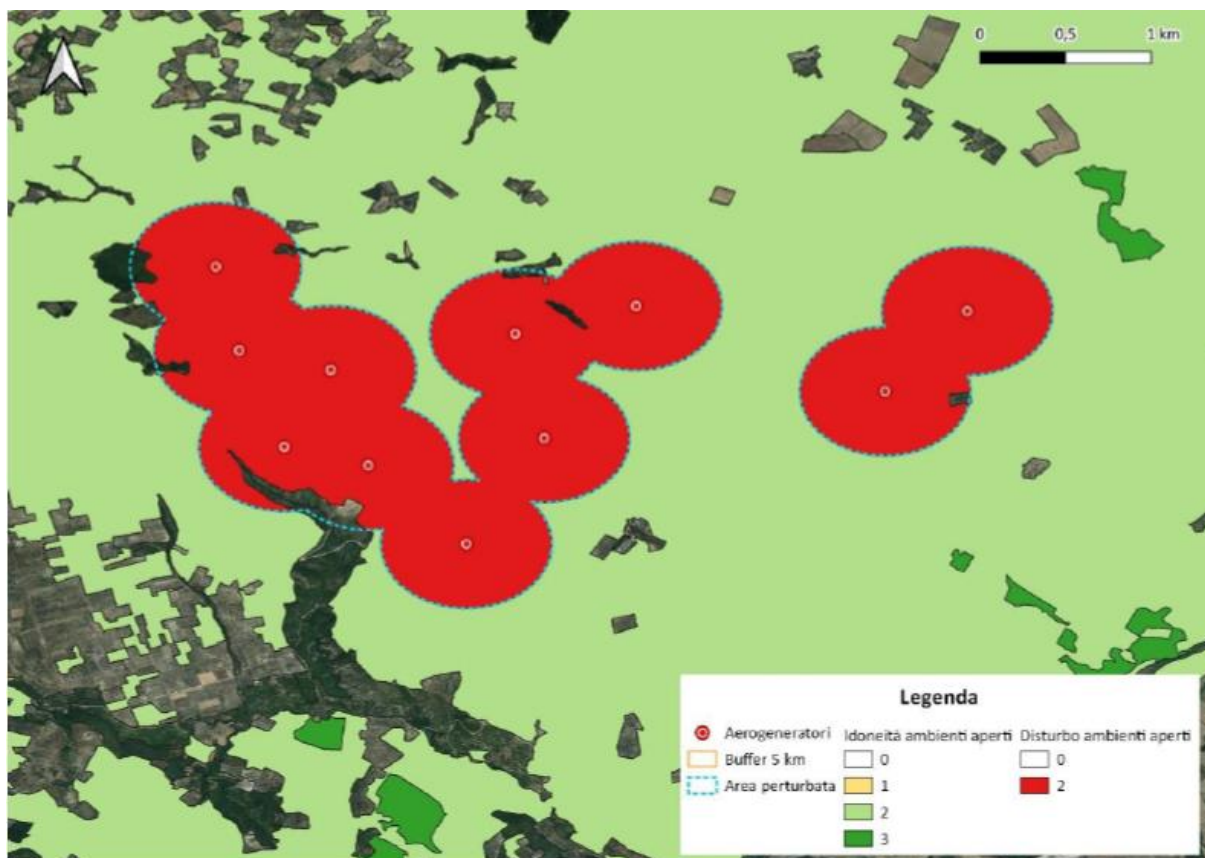 0 0,5 1 km
Legenda
Aerogeneratori
Buffer 5 km
Area perturbata
Idoneità ambienti aperti
0
1
2
3
Disturbo ambienti aperti
0
2